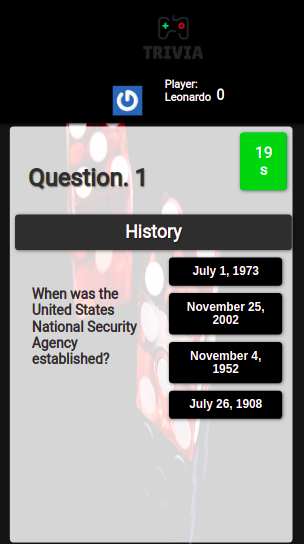 TRIVIA
Player:
Leonardo 0
19
s
Question. 1
History
When was the
United States
National Security
Agency
established?
July 1, 1973
November 25,
2002
November 4,
1952
July 26, 1908